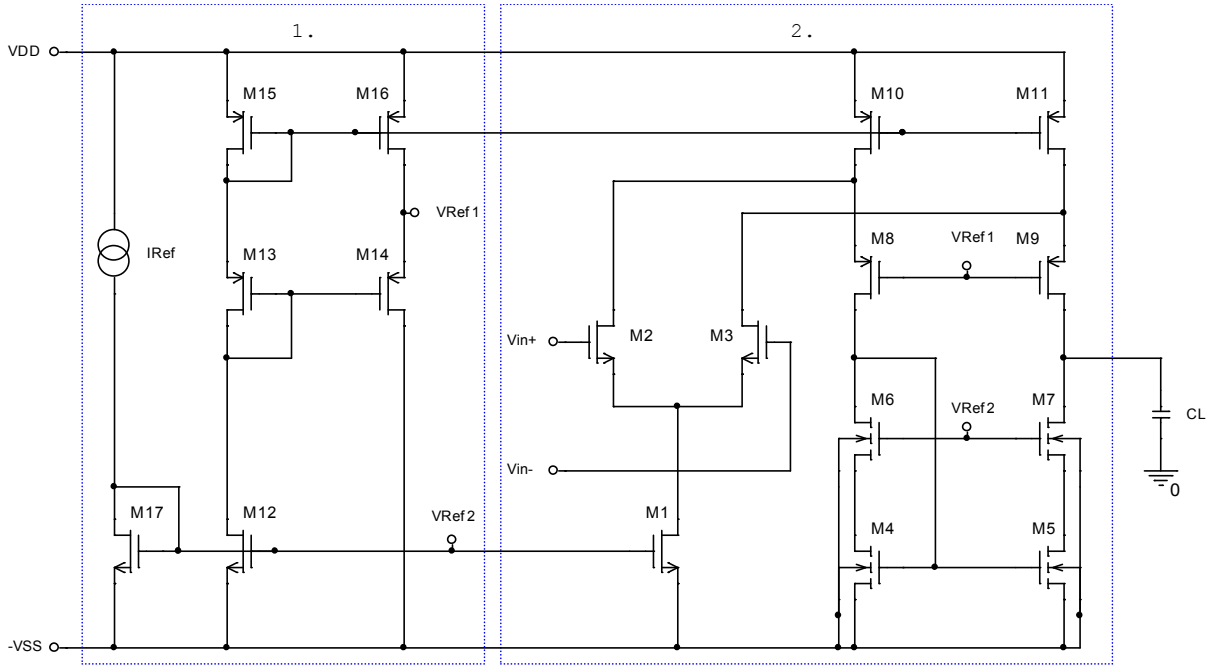 1.
2.
VDD
M15
M16
M10
M11
VRef1
IRef
M13
M14
M8
VRef1
M9
Vin+
M2
M3
M6
VRef2
M7
CL
Vin-
0
M17
M12
VRef2
M1
M4
M5
-VSS